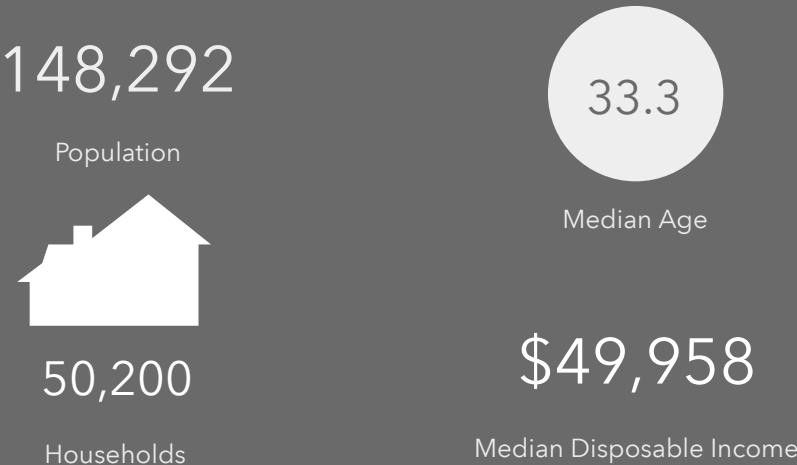 148,292
Population
33.3
Median Age
50,200
Households
$49,958
Median Disposable Income